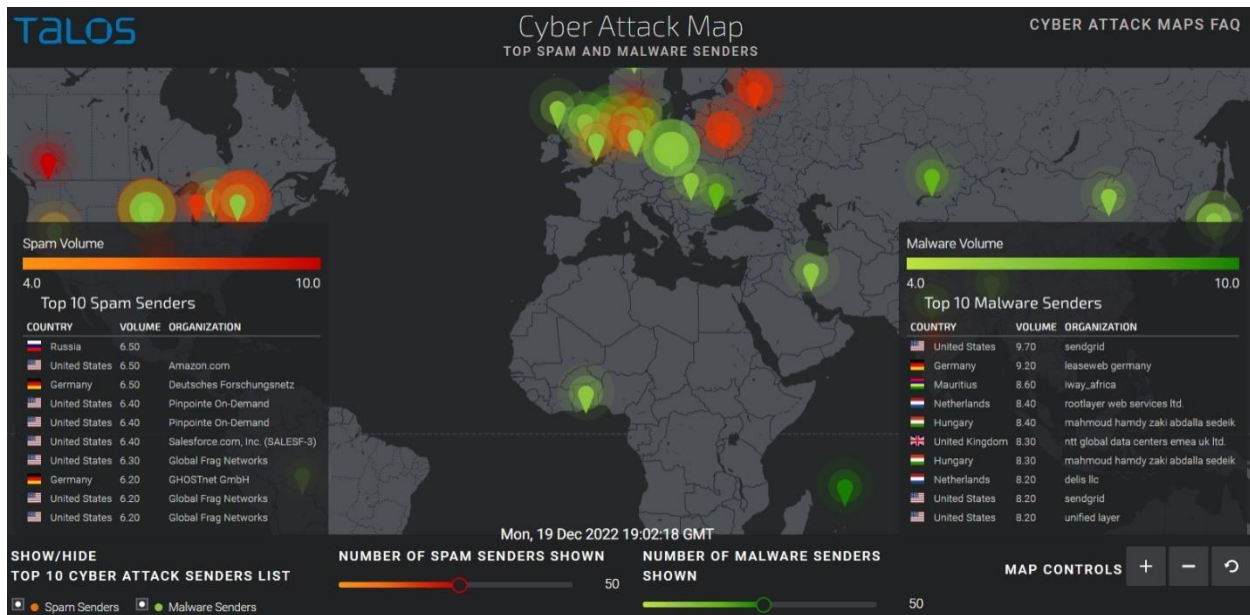 TALOS
Cyber Attack Map
TOP SPAM AND MALWARE SENDERS
CYBER ATTACK MAPS FAQ
Spam Volume
4.0 10.0
Top 10 Spam Senders
COUNTRY VOLUME ORGANIZATION
Russia 6.50
United States 6.50 Amazon.com
Germany 6.50 Deutsches Forschungsnetz
United States 6.40 Pinpointe On-Demand
United States 6.40 Pinpointe On-Demand
United States 6.40 Salesforce.com, Inc. (SALESF-3)
United States 6.30 Global Frag Networks
Germany 6.20 GHOSTnet GmbH
United States 6.20 Global Frag Networks
United States 6.20 Global Frag Networks
Malware Volume
4.0 10.0
Top 10 Malware Senders
COUNTRY VOLUME ORGANIZATION
United States 9.70 sendgrid
Germany 9.20 leaseweb germany
Mauritius 8.60 iway_africa
Netherlands 8.40 rootlayer web services ltd.
Hungary 8.40 mahmoud hamdy zaki abdalla sedeik
United Kingdom 8.30 ntt global data centers emea uk ltd.
Hungary 8.30 mahmoud hamdy zaki abdalla sedeik
Netherlands 8.20 delis llc
United States 8.20 sendgrid
United States 8.20 unified layer
Mon, 19 Dec 2022 19:02:18 GMT
SHOW/HIDE
TOP 10 CYBER ATTACK SENDERS LIST
Spam Senders Malware Senders
NUMBER OF SPAM SENDERS SHOWN
50
NUMBER OF MALWARE SENDERS
SHOWN
50
MAP CONTROLS + −